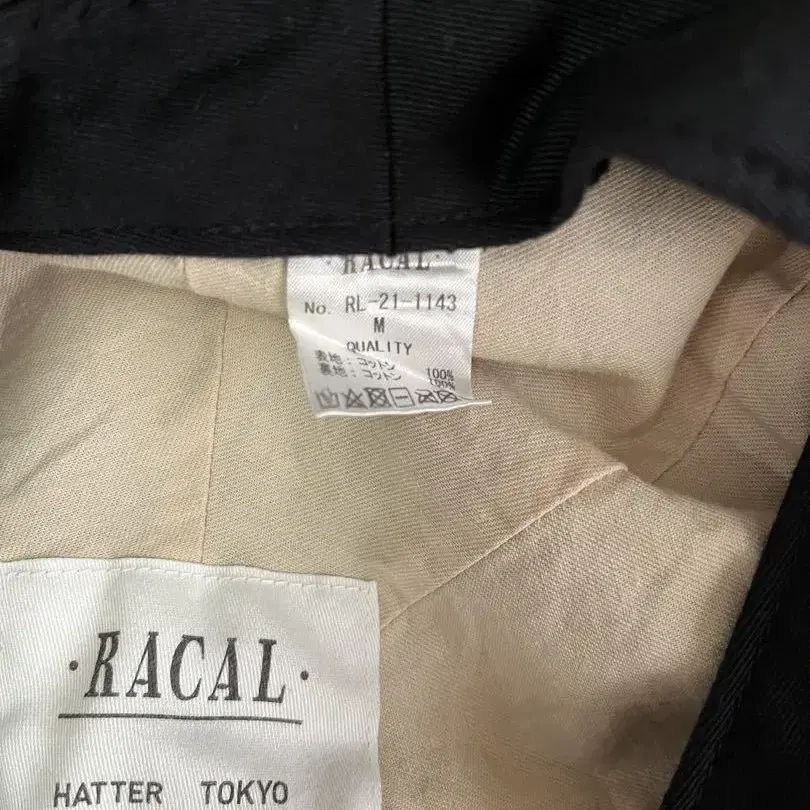 ·RACAL·
No. RL-21-1143
M
QUALITY
表地:コットン 100%
裏地:コットン 100%
·RACAL·
HATTER TOKYO